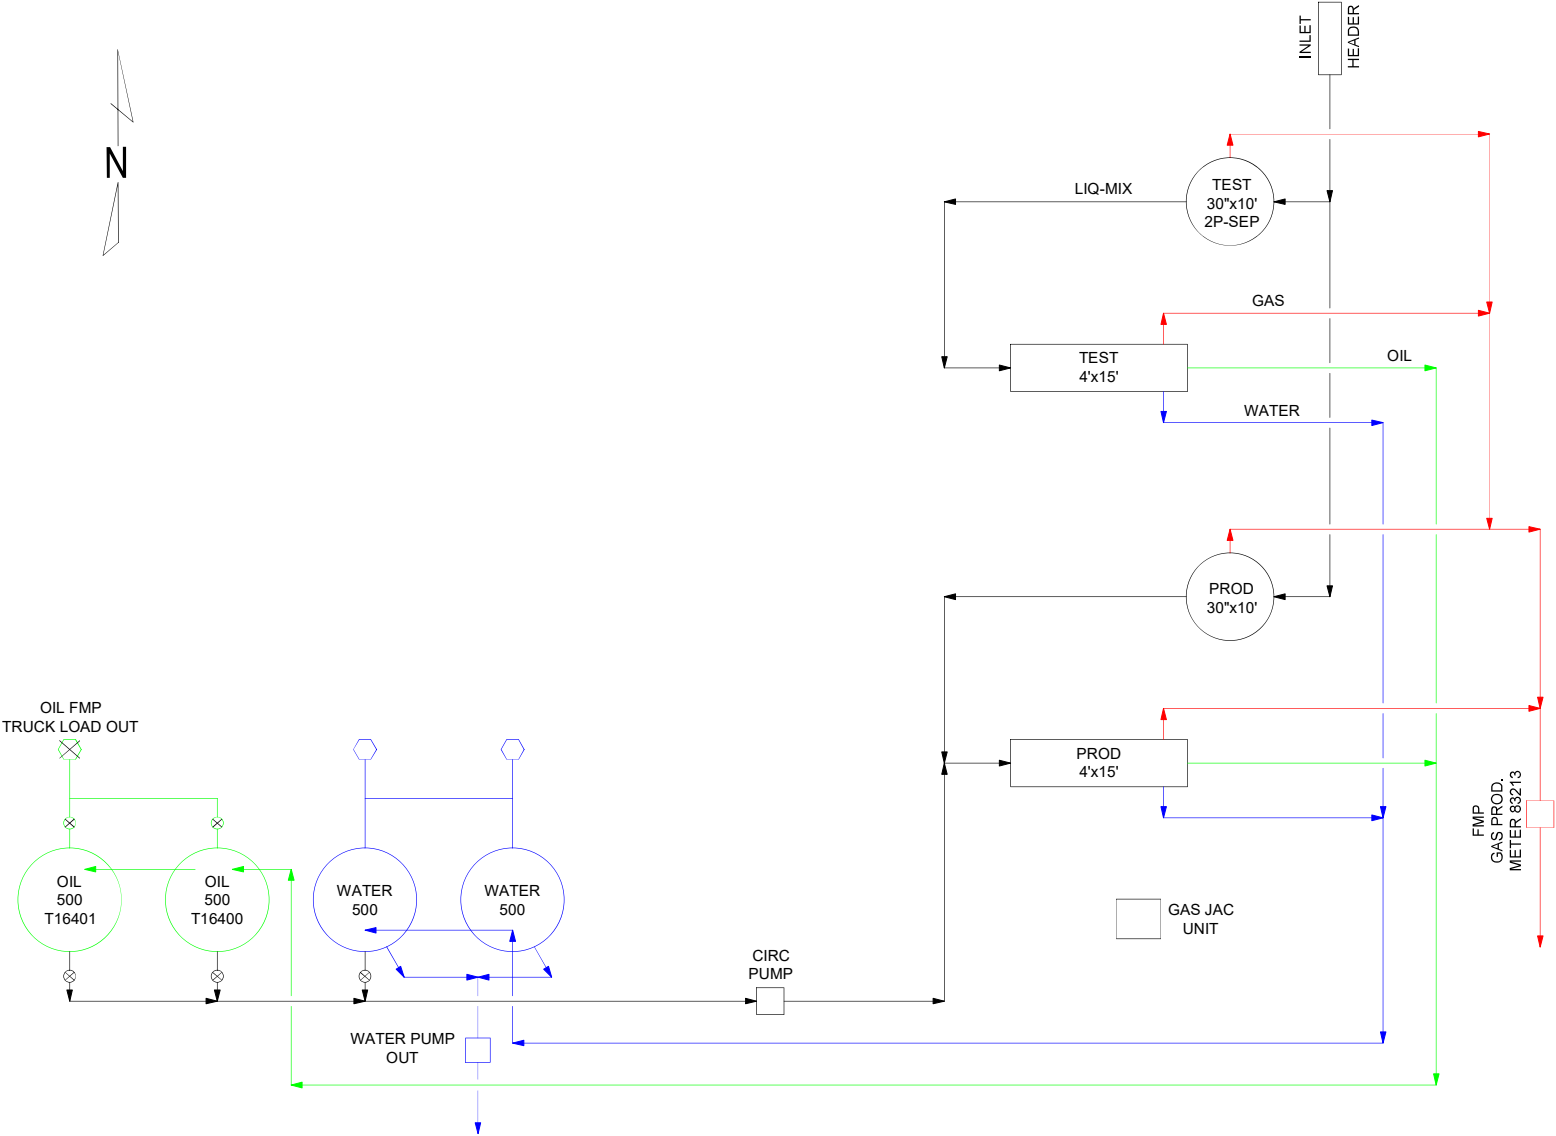 INLET
HEADER
N
TEST
30"x10'
2P-SEP
LIQ-MIX
GAS
TEST
4'x15'
OIL
WATER
PROD
30"x10'
OIL FMP
TRUCK LOAD OUT
PROD
4'x15'
FMP
GAS PROD.
METER 83213
OIL
500
T16401
OIL
500
T16400
WATER
500
WATER
500
GAS JAC
UNIT
CIRC
PUMP
WATER PUMP
OUT